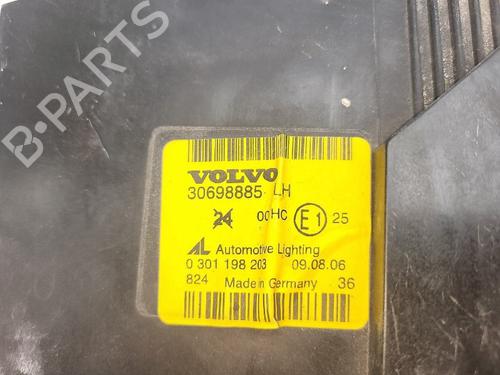 B-PARTS
VOLVO
30698885 LH
24 00HC E1 25
AL Automotive Lighting
0 301 198 203 09.08.06
824 Made in Germany 36